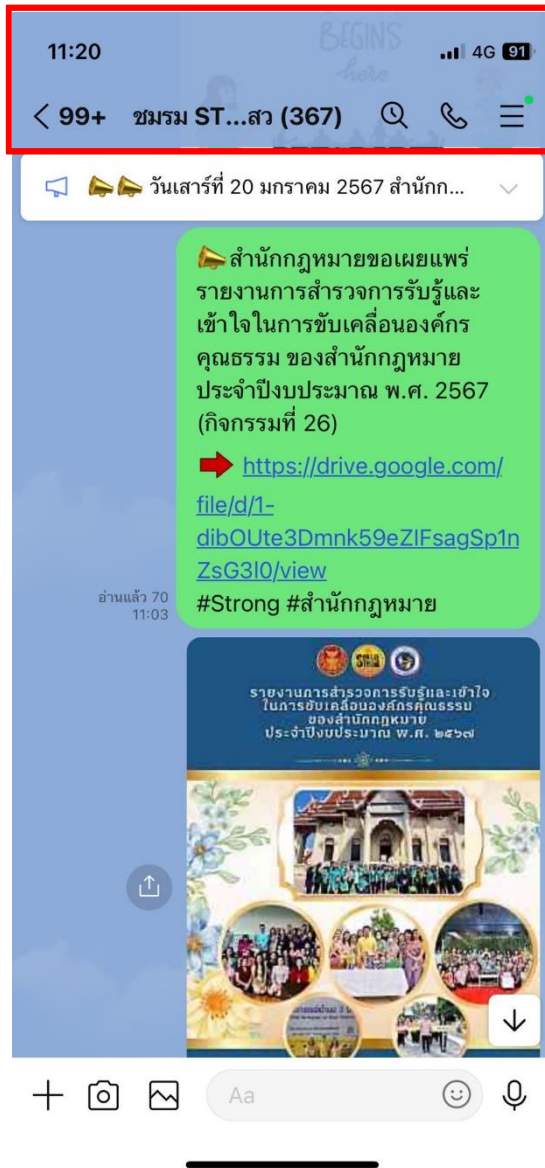 BEGINS
here
11:20
4G 91
99+ ชมรม ST...สว (367)
วันเสาร์ที่ 20 มกราคม 2567 สำนักก...
สำนักกฎหมายขอเผยแพร่
รายงานการสำรวจการรับรู้และ
เข้าใจในการขับเคลื่อนองค์กร
คุณธรรม ของสำนักกฎหมาย
ประจำปีงบประมาณ พ.ศ. 2567
(กิจกรรมที่ 26)
https://drive.google.com/
file/d/1-
dibOUte3Dmnk59eZlFsagSp1n
ZsG3l0/view
#Strong #สำนักกฎหมาย
อ่านแล้ว 70
11:03
รายงานการสำรวจการรับรู้และเข้าใจ
ในการขับเคลื่อนองค์กรคุณธรรม
ของสำนักกฎหมาย
ประจำปีงบประมาณ พ.ศ. ๒๕๖๗
Aa